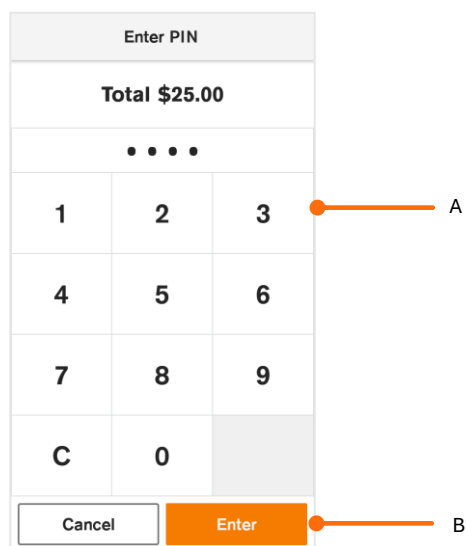 Enter PIN
Total $25.00
● ● ● ●
1 2 3 A
4 5 6
7 8 9
C 0
Cancel Enter B